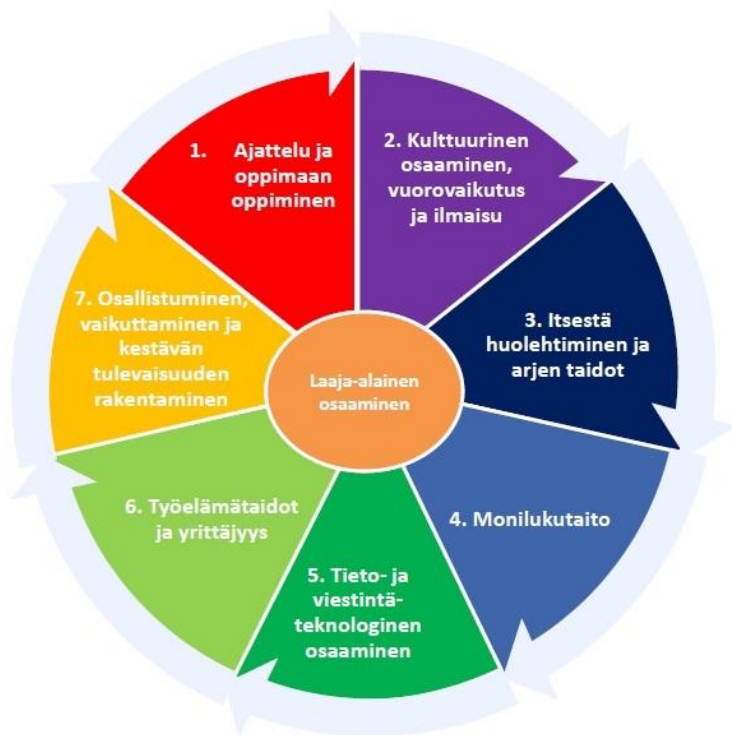 1. Ajattelu ja
oppimaan
oppiminen
2. Kulttuurinen
osaaminen,
vuorovaikutus
ja ilmaisu
3. Itsestä
huolehtiminen ja
arjen taidot
4. Monilukutaito
5. Tieto- ja
viestintä-
teknologinen
osaaminen
6. Työelämätaidot
ja yrittäjyys
7. Osallistuminen,
vaikuttaminen ja
kestävän
tulevaisuuden
rakentaminen
Laaja-alainen
osaaminen